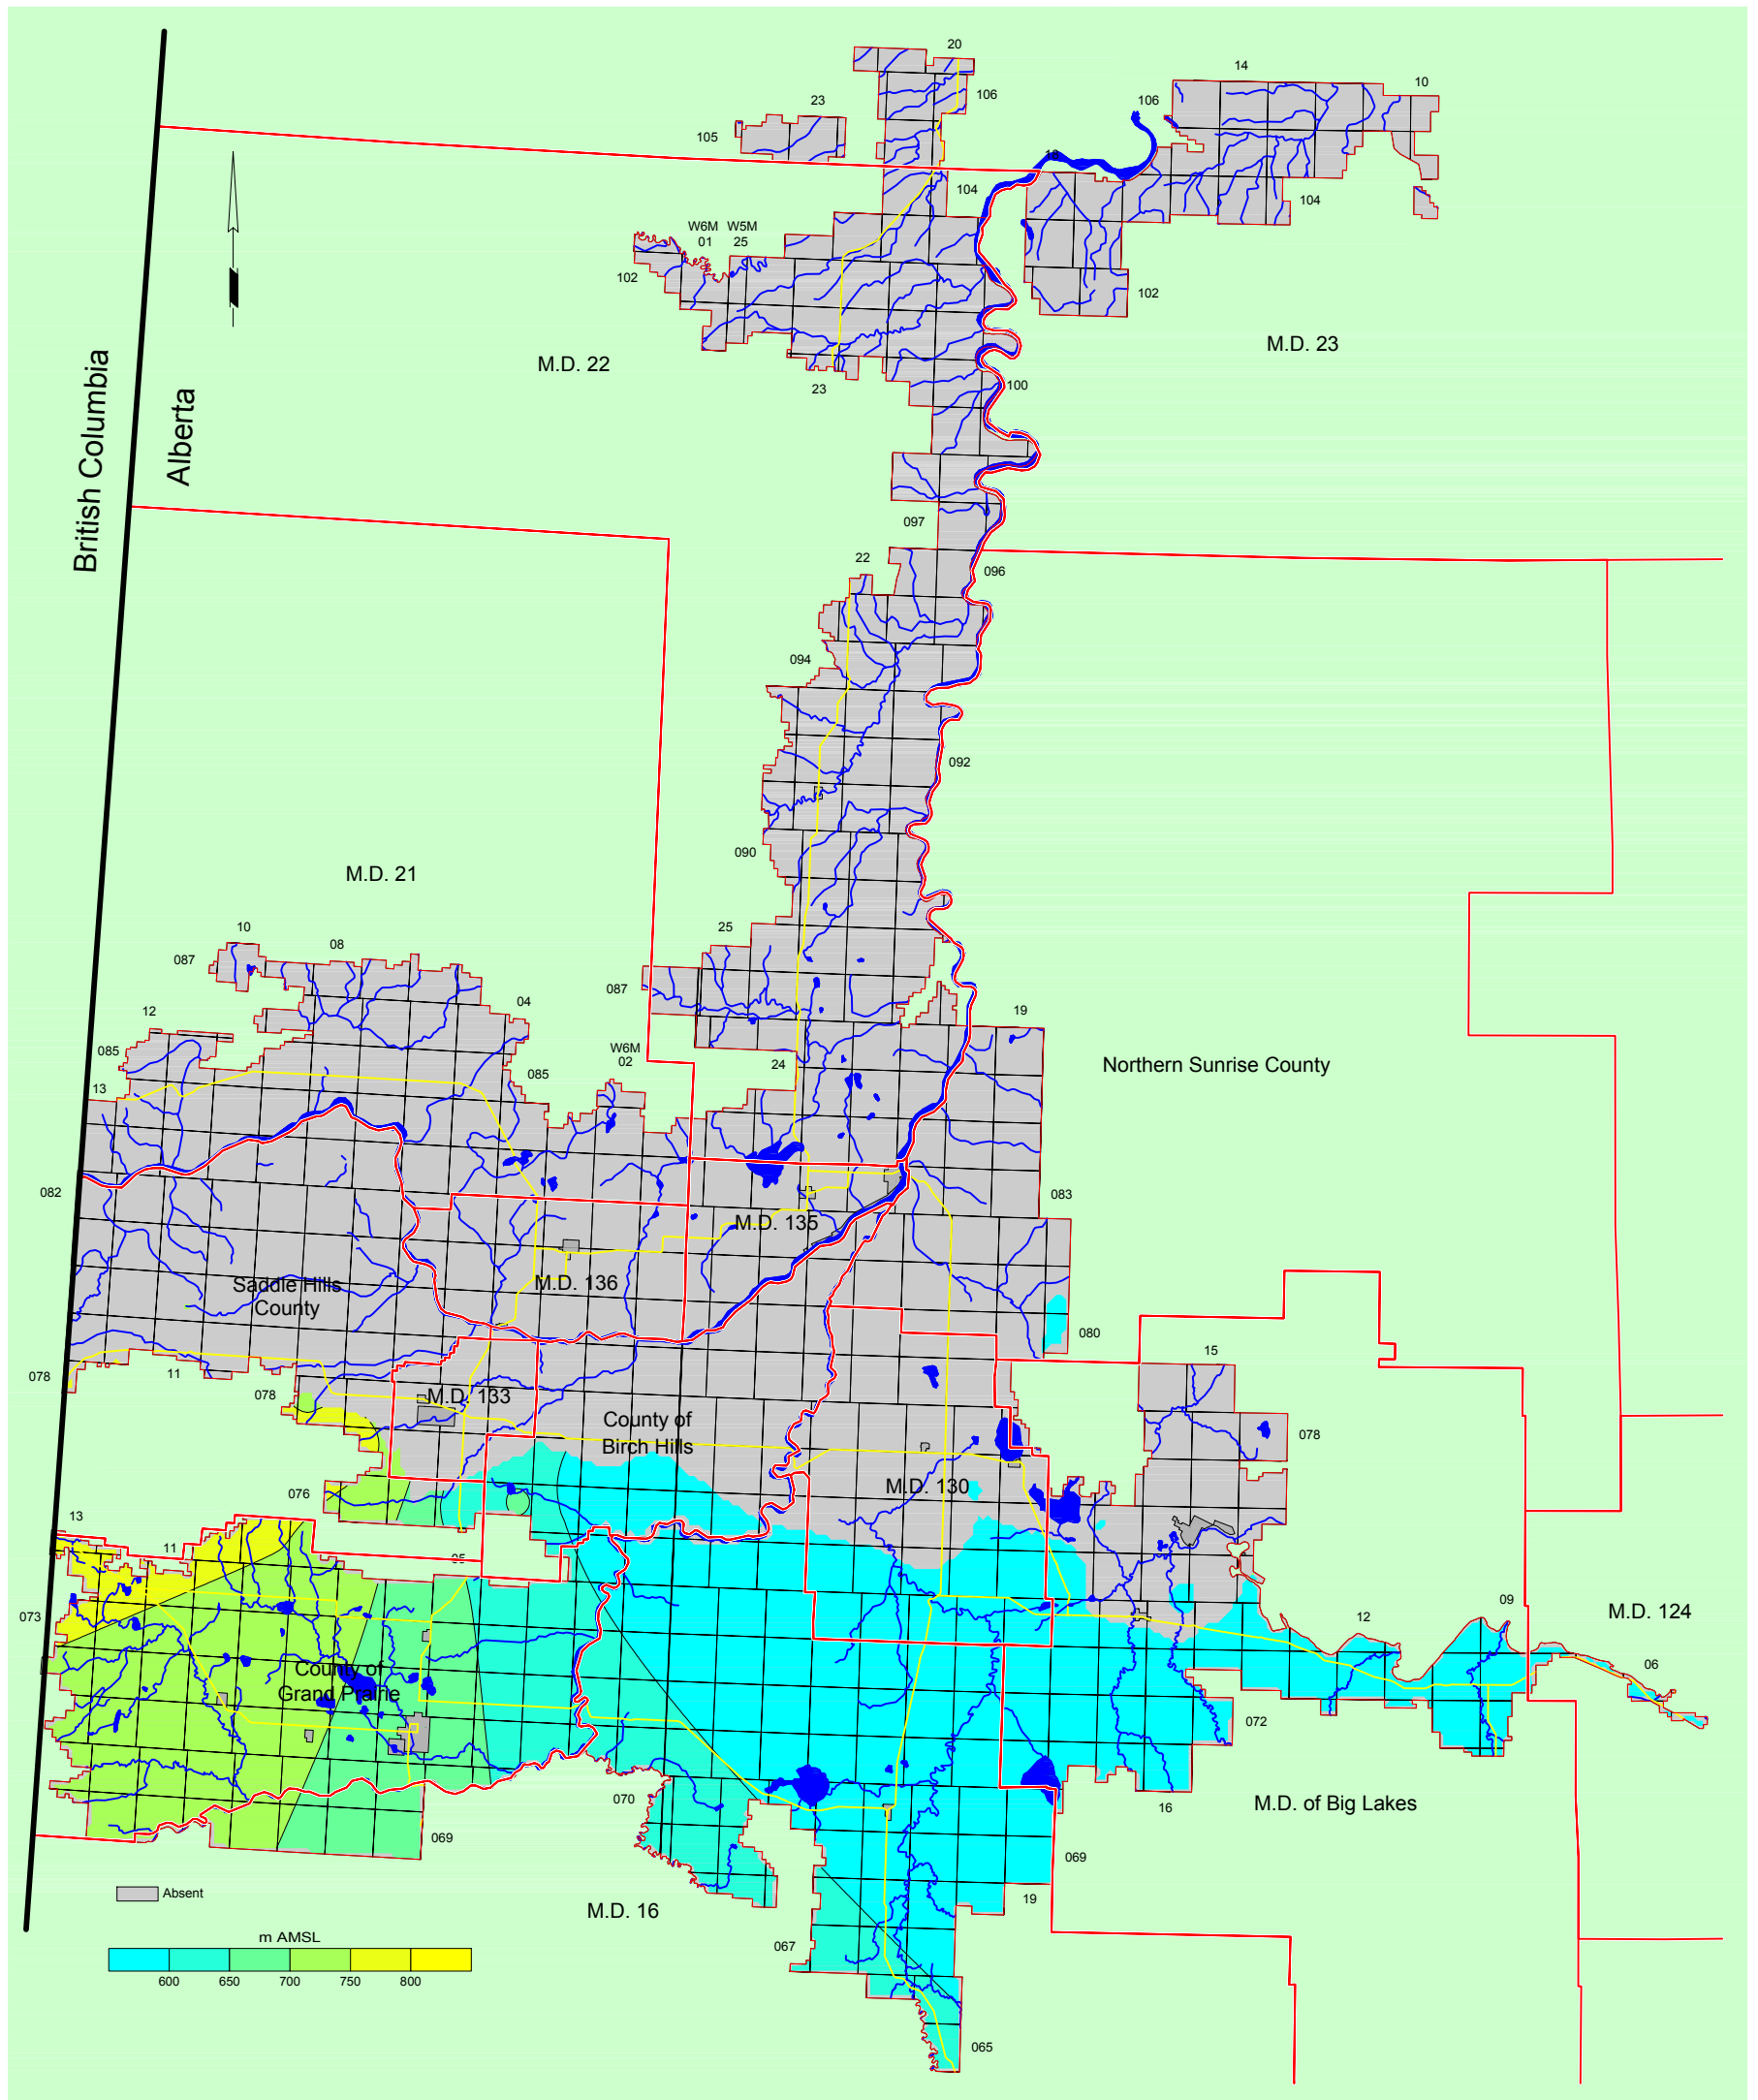 20
14
10
106
106
23
105
18
104
104
W6M W5M
01 25
102
102
M.D. 22
M.D. 23
23
100
British Columbia
Alberta
097
22
096
094
092
090
M.D. 21
10
08
25
087
087
04
12
19
085
W6M
02
24
085
Northern Sunrise County
13
082
083
M.D. 135
Saddle Hills
County
M.D. 136
080
15
078
11
078
M.D. 133
County of
Birch Hills
078
076
M.D. 130
13
11
05
073
12
09
M.D. 124
06
County of
Grand Prairie
072
070
16
M.D. of Big Lakes
069
069
19
Absent
M.D. 16
m AMSL
067
600 650 700 750 800
065